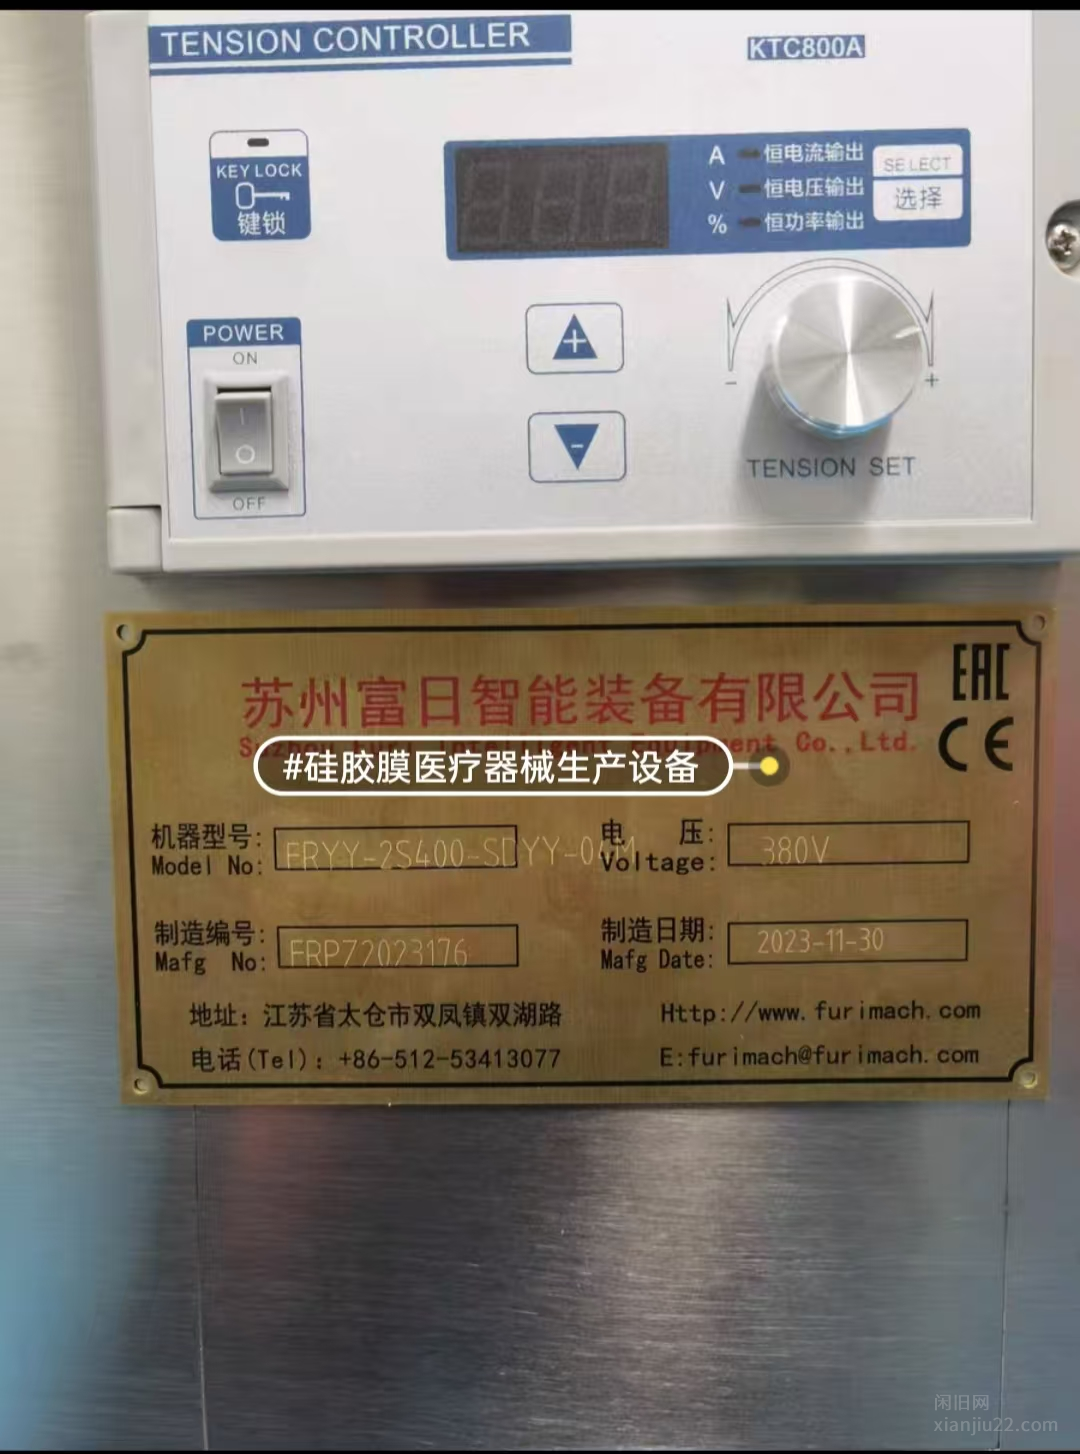 TENSION CONTROLLER
KTC800A
KEY LOCK
键锁
A 恒电流输出
V 恒电压输出
% 恒功率输出
SELECT
选择
POWER
ON
OFF
+
-
- +
TENSION SET
苏州富日智能装备有限公司
EAC
CE
Co.,Ltd.
#硅胶膜医疗器械生产设备
机器型号:
Model No:
电 压:
Voltage: 380V
制造编号:
Mafg No: FRPZ2023176
制造日期:
Mafg Date: 2023-11-30
地址: 江苏省太仓市双凤镇双湖路
Http://www.furimach.com
电话(Tel): +86-512-53413077
E:furimach@furimach.com
闲旧网
xianjiu22.com